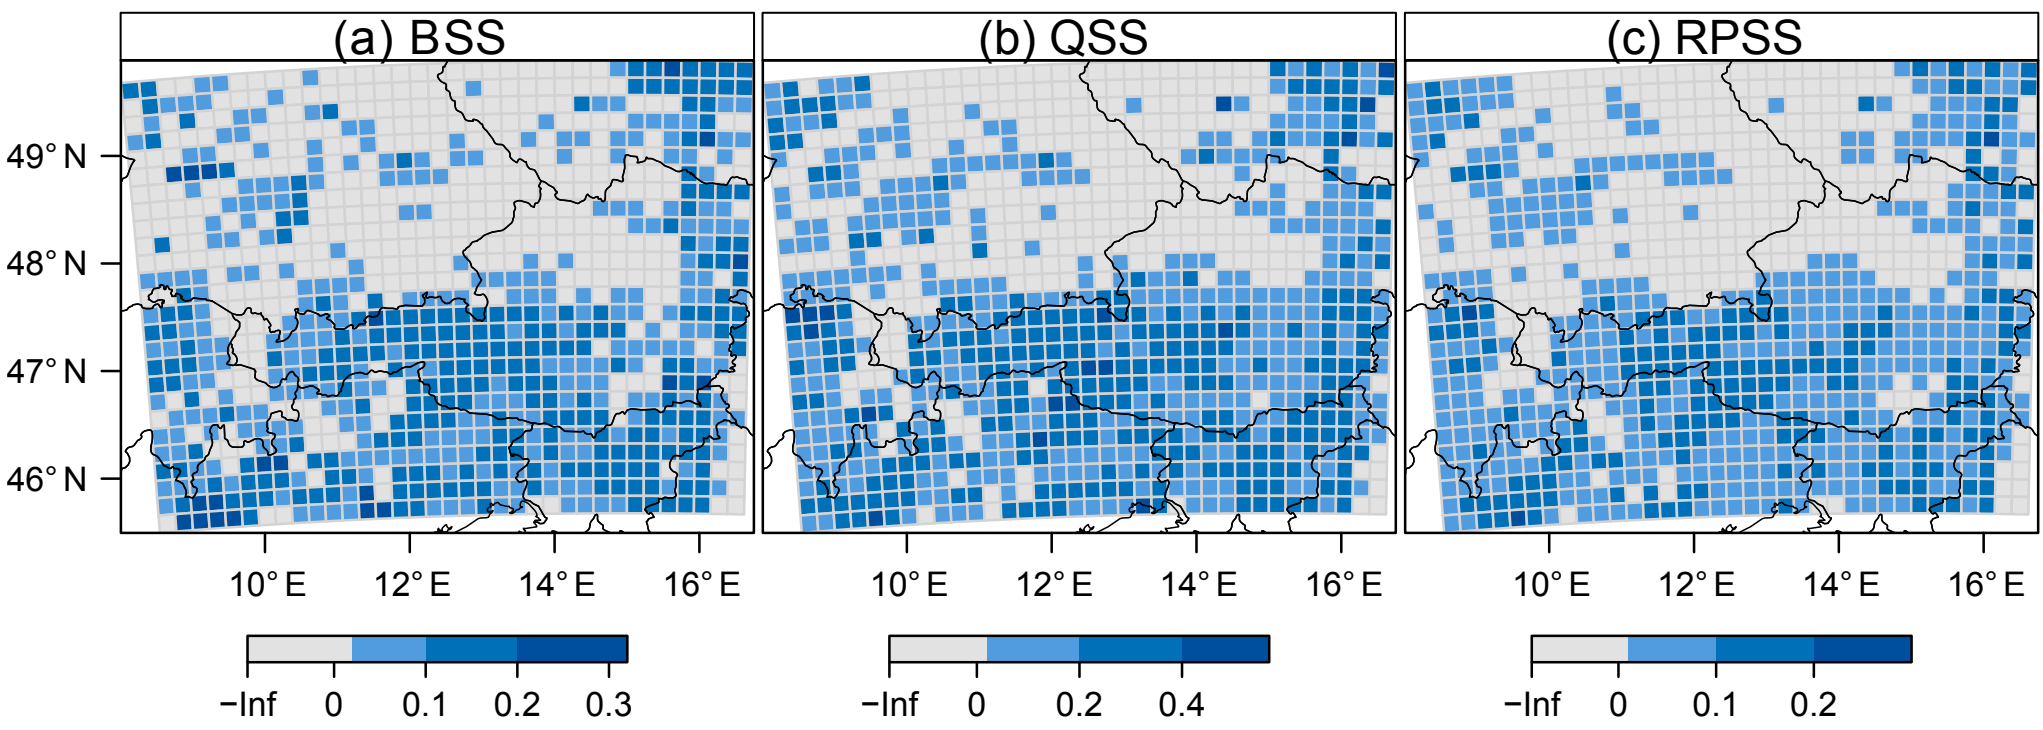 (a) BSS (b) QSS (c) RPSS
49° N
48° N
47° N
46° N
10° E 12° E 14° E 16° E 10° E 12° E 14° E 16° E 10° E 12° E 14° E 16° E
−Inf 0 0.1 0.2 0.3 −Inf 0 0.2 0.4 −Inf 0 0.1 0.2